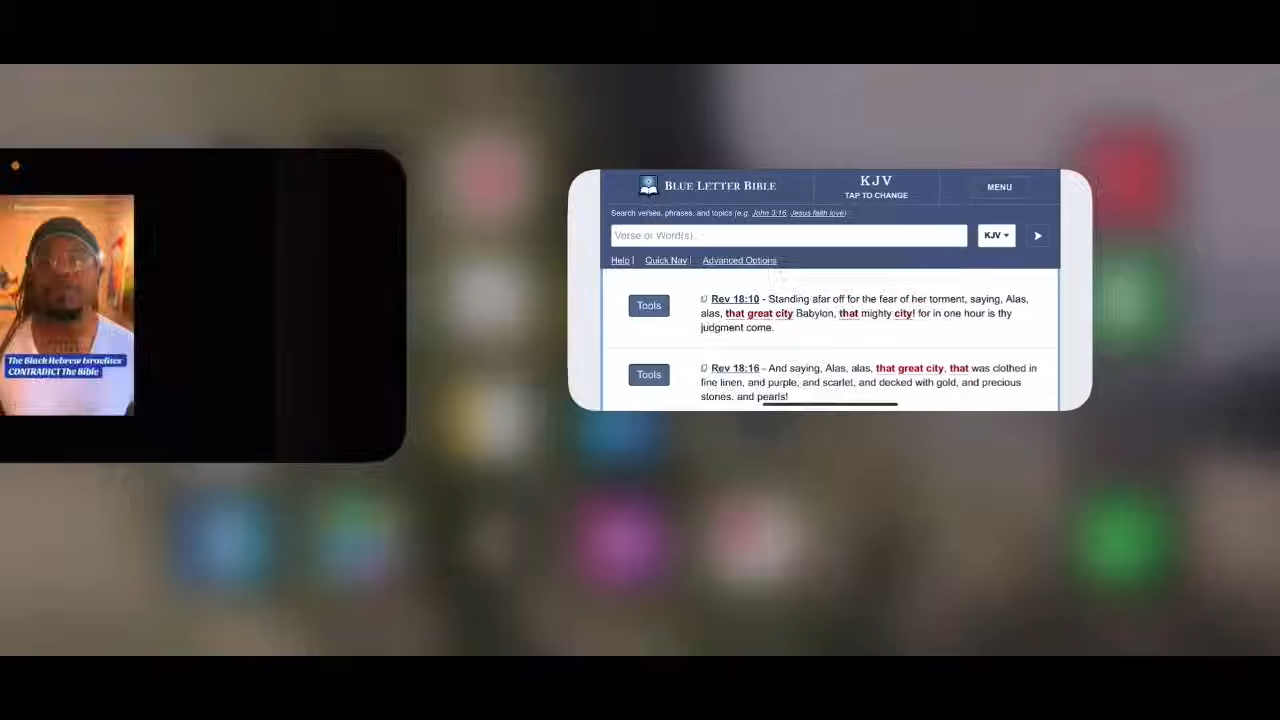 The Black Hebrew Israelites
CONTRADICT The Bible
BLUE LETTER BIBLE
KJV
TAP TO CHANGE
MENU
Search verses, phrases, and topics (e.g. John 3:16, Jesus faith love)
Verse or Word(s)..
KJV
Help |
Quick Nav |
Advanced Options
Tools
Rev 18:10 - Standing afar off for the fear of her torment, saying, Alas,
alas, that great city Babylon, that mighty city! for in one hour is thy
judgment come.
Tools
Rev 18:16 - And saying, Alas, alas, that great city, that was clothed in
fine linen, and purple, and scarlet, and decked with gold, and precious
stones, and pearls!